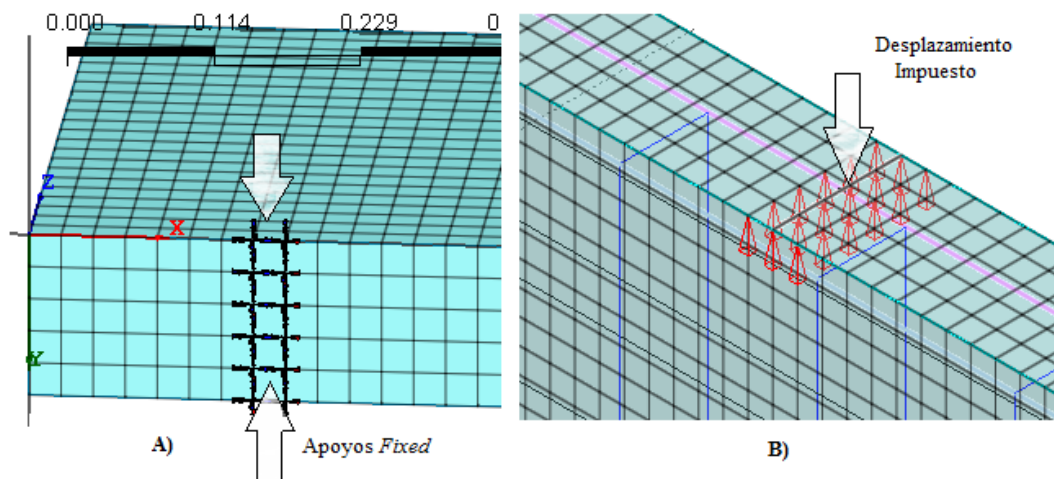 0.000 0.114 0.229 0
Z
X
Y
A)
Apoyos Fixed
Desplazamiento
Impuesto
B)